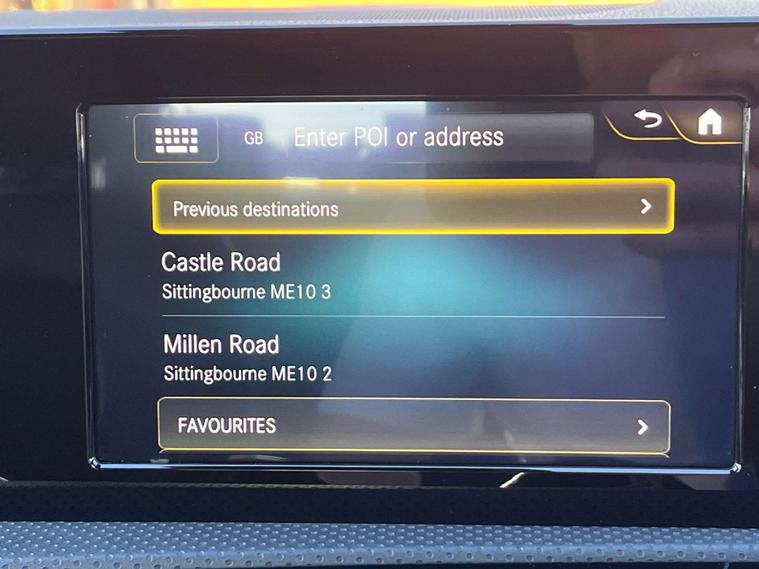 GB Enter POI or address
Previous destinations
Castle Road
Sittingbourne ME10 3
Millen Road
Sittingbourne ME10 2
FAVOURITES